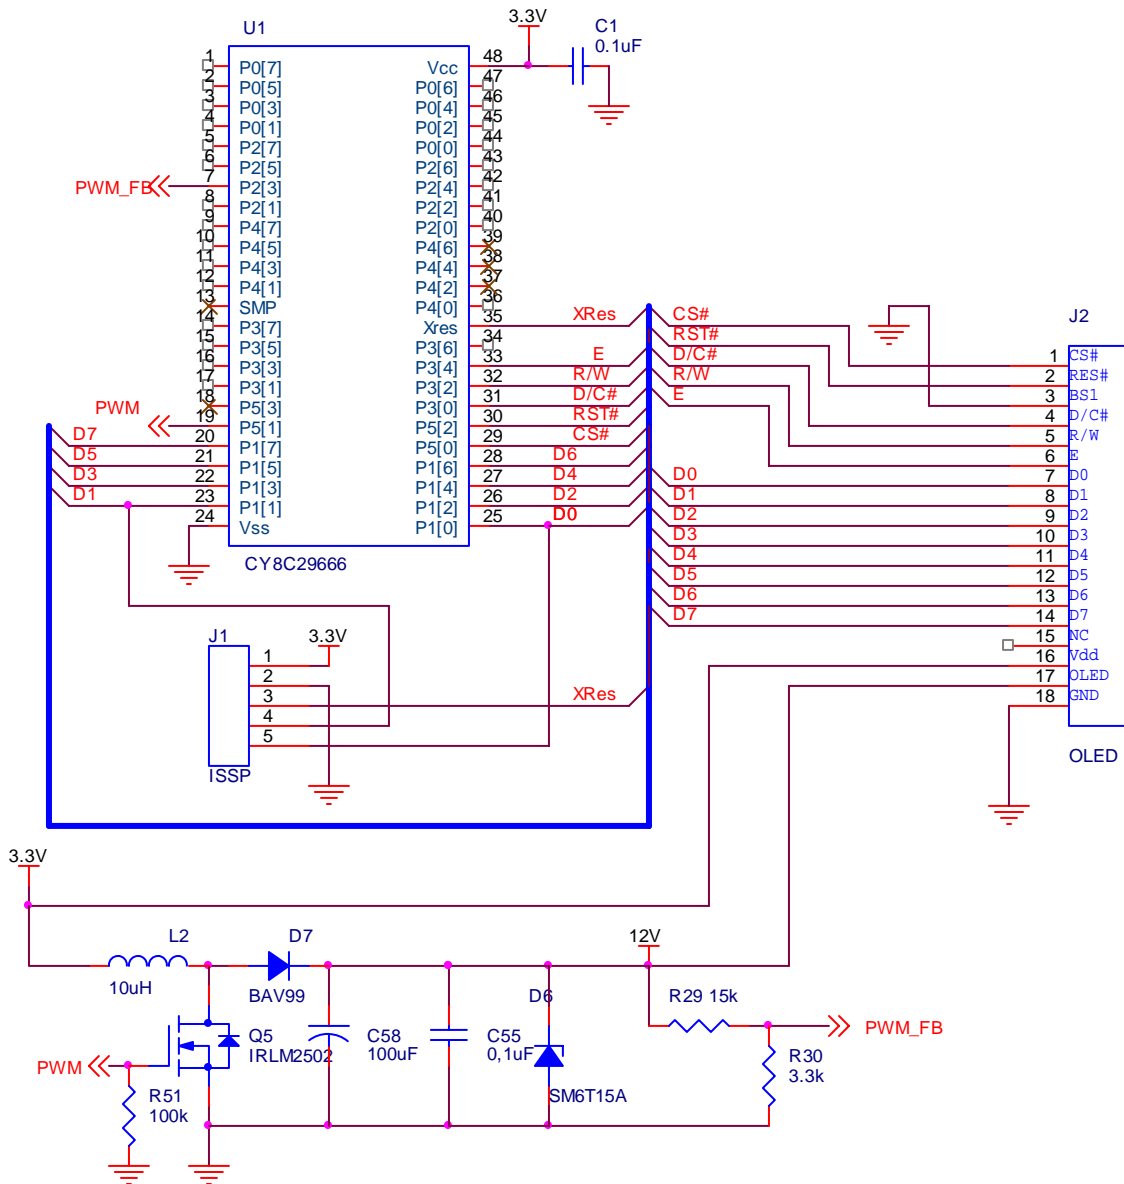 U1
3.3V
C1
0.1uF
1 P0[7] Vcc 48
2 P0[5] P0[6] 47
3 P0[3] P0[4] 46
4 P0[1] P0[2] 45
5 P2[7] P0[0] 44
6 P2[5] P2[6] 43
PWM_FB 7 P2[3] P2[4] 42
8 P2[1] P2[2] 41
9 P4[7] P2[0] 40
10 P4[5] P4[6] 39
11 P4[3] P4[4] 38
12 P4[1] P4[2] 37
13 SMP P4[0] 36
14 P3[7] Xres 35 XRes
15 P3[5] P3[6] 34
16 P3[3] P3[4] 33 E
17 P3[1] P3[2] 32 R/W
18 P5[3] P3[0] 31 D/C#
PWM 19 P5[1] P5[2] 30 RST#
D7 20 P1[7] P5[0] 29 CS#
D5 21 P1[5] P1[6] 28 D6
D3 22 P1[3] P1[4] 27 D4
D1 23 P1[1] P1[2] 26 D2
24 Vss P1[0] 25 D0
CY8C29666
J2
CS# 1 CS#
RST# 2 RES#
3 BS1
D/C# 4 D/C#
R/W 5 R/W
E 6 E
D0 7 D0
D1 8 D1
D2 9 D2
D3 10 D3
D4 11 D4
D5 12 D5
D6 13 D6
D7 14 D7
15 NC
16 Vdd
17 OLED
18 GND
OLED
J1
3.3V
1
2
3 XRes
4
5
ISSP
3.3V
L2
10uH
D7
BAV99
12V
Q5
IRLM2502
PWM
R51
100k
C58
100uF
C55
0,1uF
D6
SM6T15A
R29 15k
PWM_FB
R30
3.3k